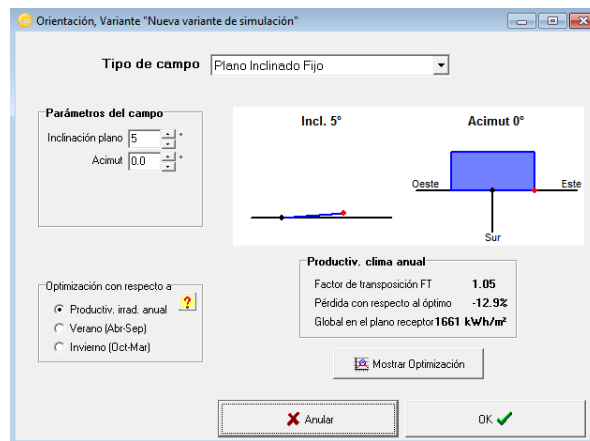 Orientación, Variante "Nueva variante de simulación"
Tipo de campo Plano Inclinado Fijo
Parámetros del campo
Inclinación plano 5 °
Acimut 0.0 °
Incl. 5°
Acimut 0°
Oeste Este
Sur
Productiv. clima anual
Factor de transposición FT 1.05
Pérdida con respecto al óptimo -12.9%
Global en el plano receptor 1661 kWh/m²
Optimización con respecto a
Productiv. irrad. anual ?
Verano (Abr-Sep)
Invierno (Oct-Mar)
Mostrar Optimización
Anular OK